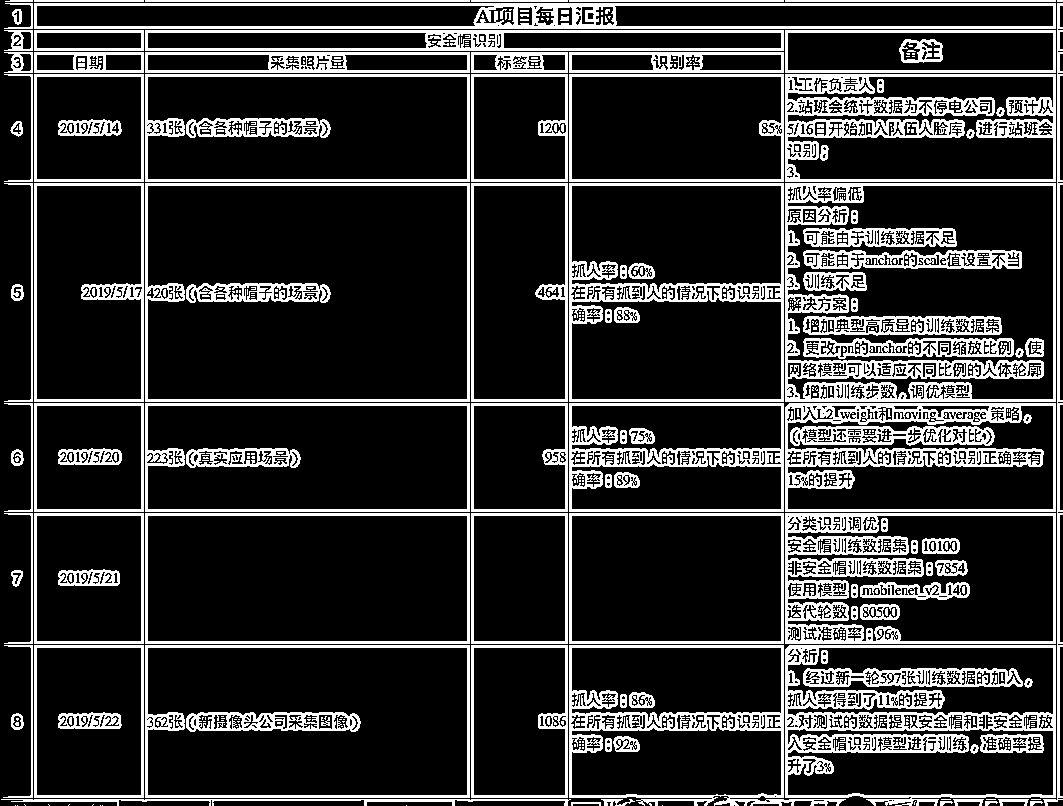 1 AI项目每日汇报
2 安全帽识别 备注
3 日期 采集照片量 标签量 识别率
4 2019/5/14 331张(含各种帽子的场景) 1200 85%
1.工作负责人:
2.站班会统计数据为不停电公司,预计从
5/16日开始加入队伍人脸库,进行站班会
识别;
3、
5 2019/5/17 420张(含各种帽子的场景) 4641
抓人率:60%
在所有抓到人的情况下的识别正
确率:88%
抓人率偏低
原因分析:
1、可能由于训练数据不足
2、可能由于anchor的scale值设置不当
3、训练不足
解决方案:
1、增加典型高质量的训练数据集
2、更改rpn的anchor的不同缩放比例,使
网络模型可以适应不同比例的人体轮廓
3、增加训练步数,调优模型
6 2019/5/20 223张(真实应用场景) 958
抓人率:75%
在所有抓到人的情况下的识别正
确率:89%
加入L2_weight和moving_average 策略,
(模型还需要进一步优化对比)
在所有抓到人的情况下的识别正确率有
15%的提升
7 2019/5/21
分类识别调优:
安全帽训练数据集:10100
非安全帽训练数据集:7854
使用模型:mobilenet_v2_140
迭代轮数:80500
测试准确率:96%
8 2019/5/22 362张(新摄像头公司采集图像) 1086
抓人率:86%
在所有抓到人的情况下的识别正
确率:92%
分析:
1、经过新一轮597张训练数据的加入,
抓人率得到了11%的提升
2.对测试的数据提取安全帽和非安全帽放
入安全帽识别模型进行训练,准确率提
升了3%